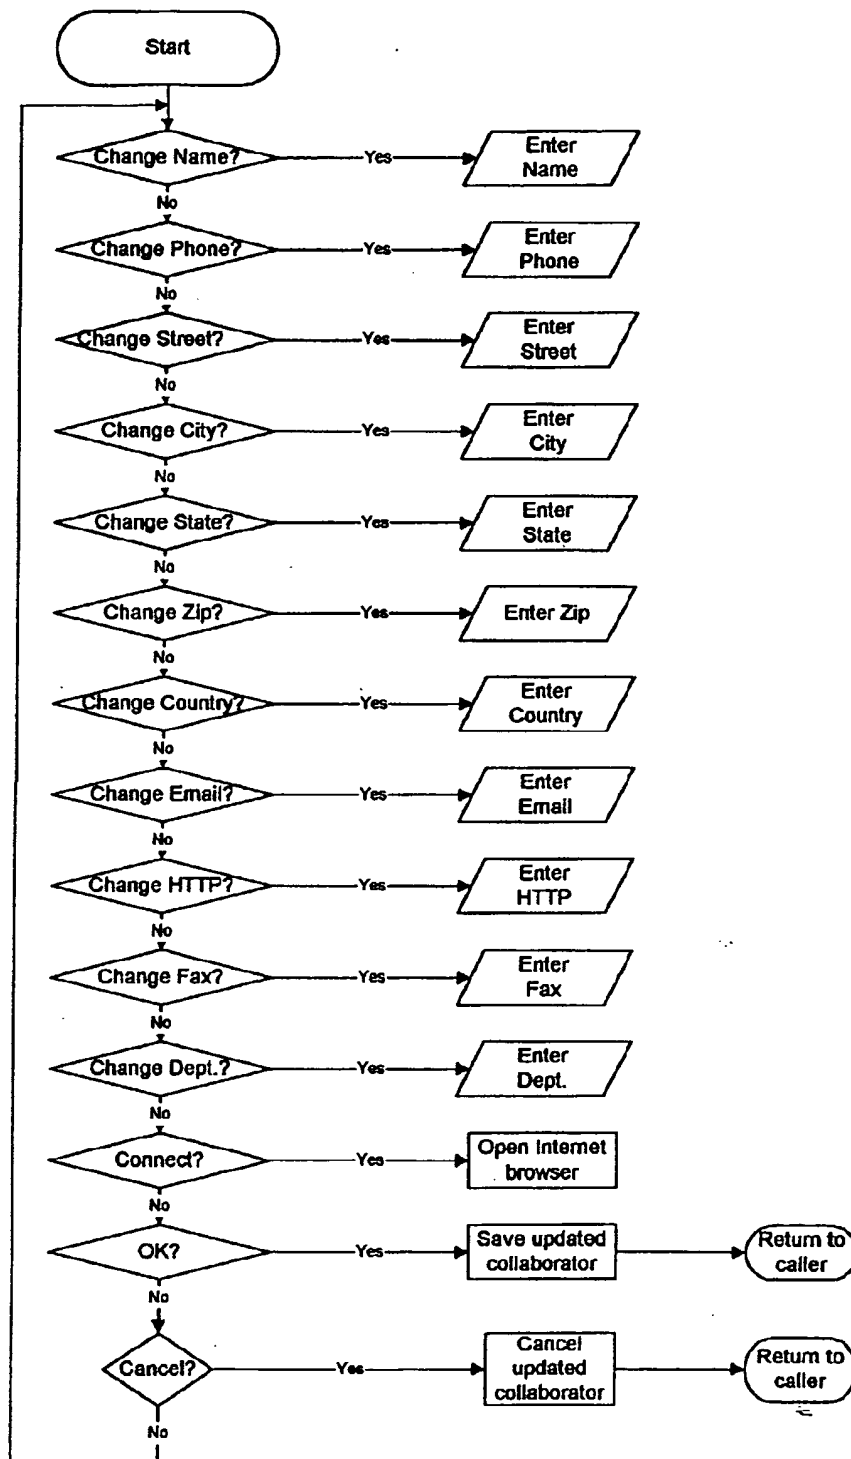 Start
Change Name?
Yes
Enter
Name
No
Change Phone?
Yes
Enter
Phone
No
Change Street?
Yes
Enter
Street
No
Change City?
Yes
Enter
City
No
Change State?
Yes
Enter
State
No
Change Zip?
Yes
Enter Zip
No
Change Country?
Yes
Enter
Country
No
Change Email?
Yes
Enter
Email
No
Change HTTP?
Yes
Enter
HTTP
No
Change Fax?
Yes
Enter
Fax
No
Change Dept.?
Yes
Enter
Dept.
No
Connect?
Yes
Open Internet
browser
No
OK?
Yes
Save updated
collaborator
Return to
caller
No
Cancel?
Yes
Cancel
updated
collaborator
Return to
caller
No